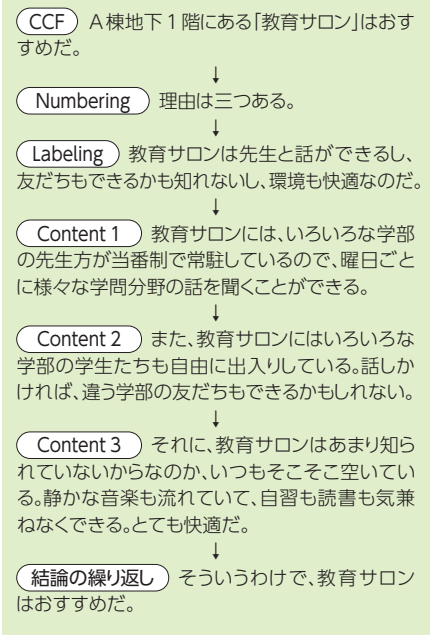 CCF A棟地下1階にある「教育サロン」はおす
すめだ。
↓
Numbering 理由は三つある。
↓
Labeling 教育サロンは先生と話ができるし、
友だちもできるかも知れないし、環境も快適なのだ。
↓
Content 1 教育サロンには、いろいろな学部
の先生方が当番制で常駐しているので、曜日ごと
に様々な学問分野の話を聞くことができる。
↓
Content 2 また、教育サロンにはいろいろな
学部の学生たちも自由に出入りしている。話しか
ければ、違う学部の友だちもできるかもしれない。
↓
Content 3 それに、教育サロンはあまり知ら
れていないからなのか、いつもそこそこ空いてい
る。静かな音楽も流れていて、自習も読書も気兼
ねなくできる。とても快適だ。
↓
結論の繰り返し そういうわけで、教育サロン
はおすすめだ。